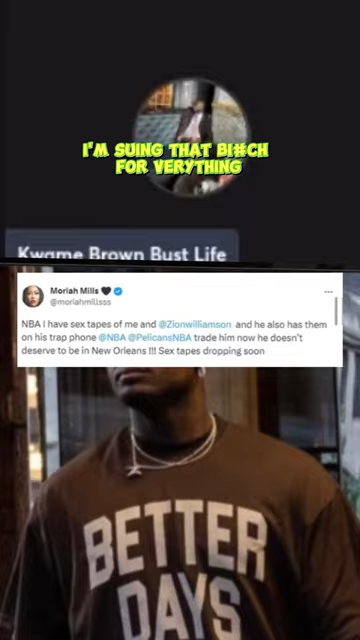 I'M SUING THAT BI#CH
FOR VERYTHING
Kwame Brown Bust Life
Moriah Mills🖤
@moriahmillsss
NBA I have sex tapes of me and @Zionwilliamson and he also has them
on his trap phone @NBA @PelicansNBA trade him now he doesn't
deserve to be in New Orleans !!! Sex tapes dropping soon
BETTER
DAYS